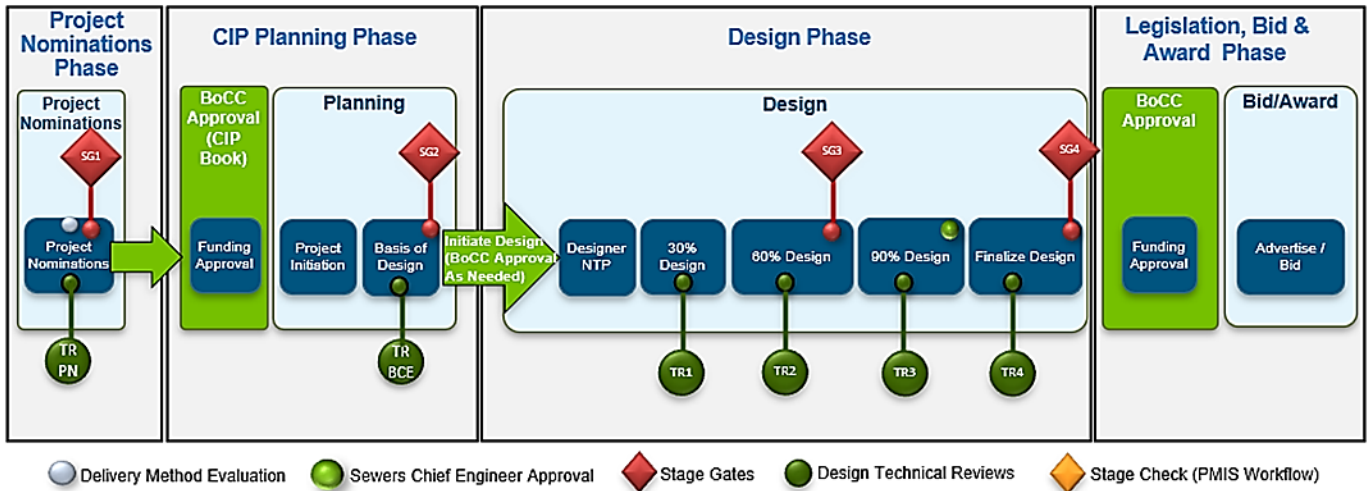 Project
Nominations
Phase
CIP Planning Phase
Design Phase
Legislation, Bid &
Award Phase
Project
Nominations
SG1
Project
Nominations
TR
PN
BoCC
Approval
(CIP
Book)
Funding
Approval
Planning
SG2
Project
Initiation
Basis of
Design
TR
BCE
Initiate Design
(BoCC Approval
As Needed)
Design
SG3
SG4
Designer
NTP
30%
Design
60% Design
90% Design
Finalize Design
TR1
TR2
TR3
TR4
BoCC
Approval
Funding
Approval
Bid/Award
Advertise /
Bid
Delivery Method Evaluation
Sewers Chief Engineer Approval
Stage Gates
Design Technical Reviews
Stage Check (PMIS Workflow)